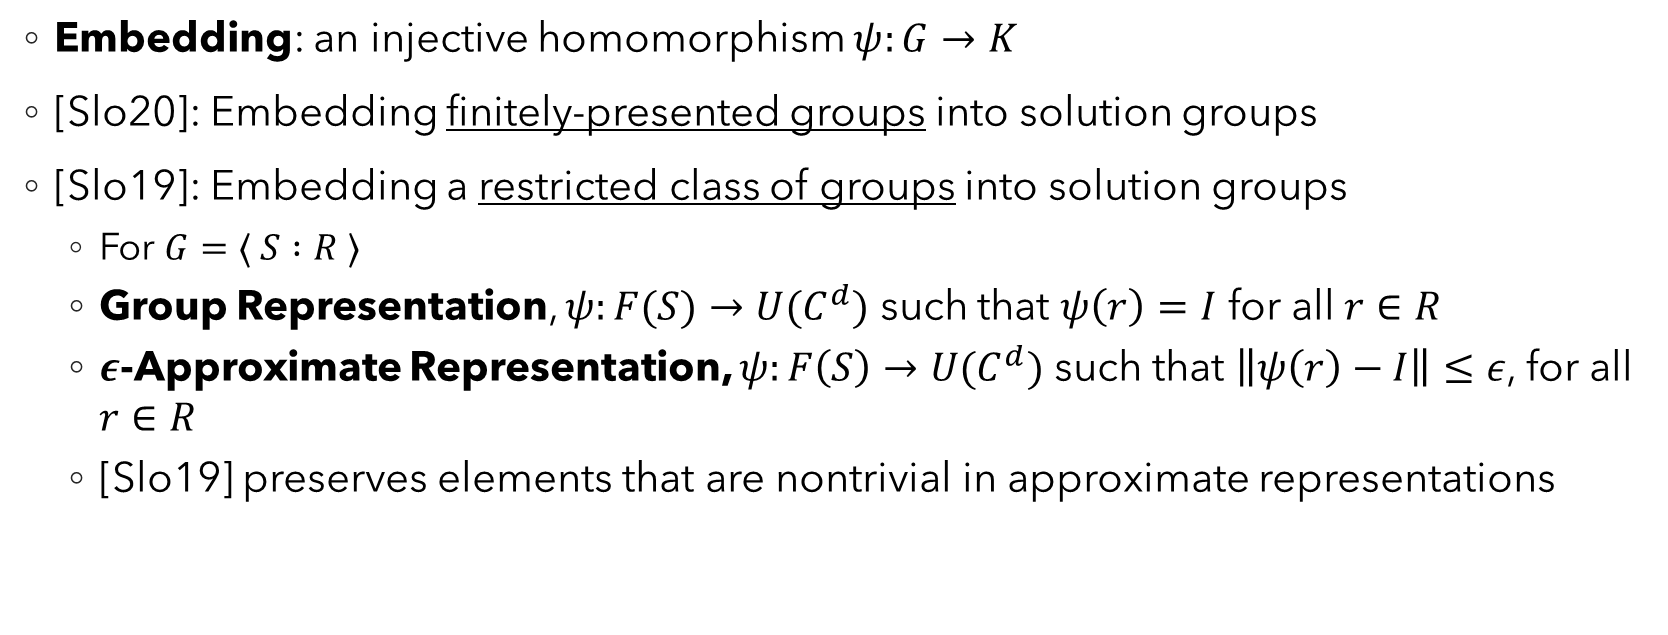 ◦ Embedding: an injective homomorphism ψ: G → K
◦ [Slo20]: Embedding finitely-presented groups into solution groups
◦ [Slo19]: Embedding a restricted class of groups into solution groups
◦ For G = ⟨ S : R ⟩
◦ Group Representation, ψ: F(S) → U(C^d) such that ψ(r) = I for all r ∈ R
◦ ϵ-Approximate Representation, ψ: F(S) → U(C^d) such that ‖ψ(r) − I‖ ≤ ϵ, for all
r ∈ R
◦ [Slo19] preserves elements that are nontrivial in approximate representations